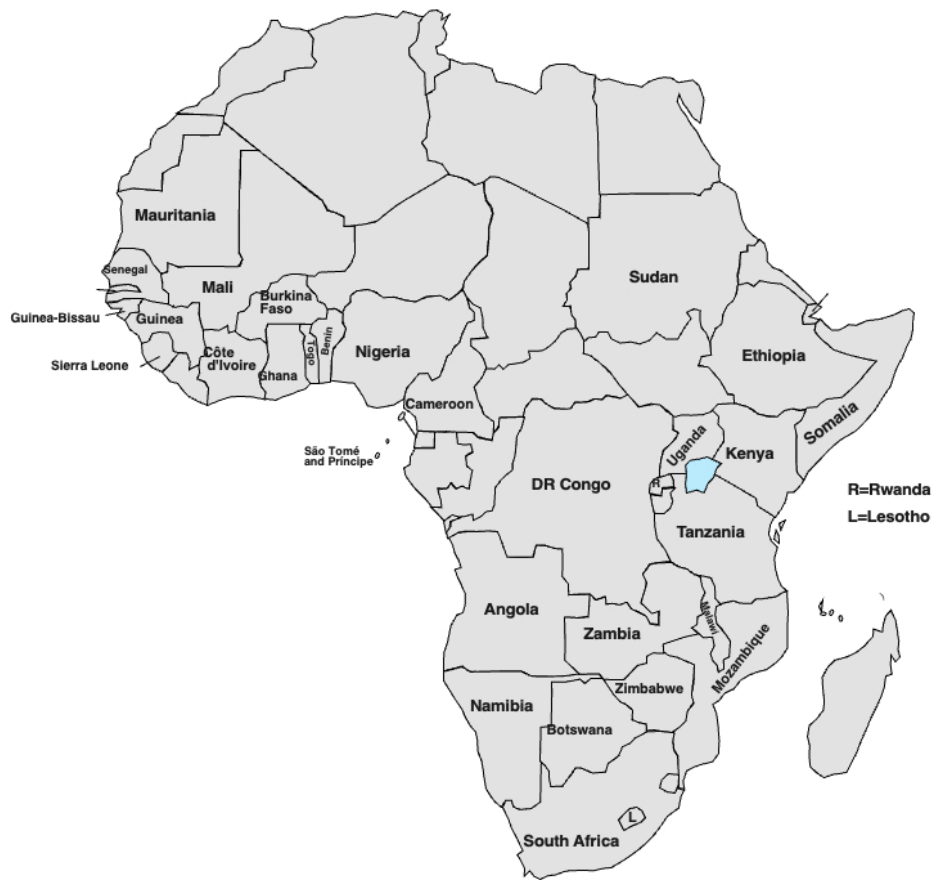 Mauritania
Senegal
Mali
Burkina
Faso
Sudan
Guinea-Bissau
Guinea
Sierra Leone
Côte
d'Ivoire
Ghana
Togo
Benin
Nigeria
Ethiopia
Cameroon
Somalia
São Tomé
and Príncipe
Uganda
Kenya
DR Congo
R
R=Rwanda
L=Lesotho
Tanzania
Angola
Zambia
Malawi
Mozambique
Zimbabwe
Namibia
Botswana
L
South Africa